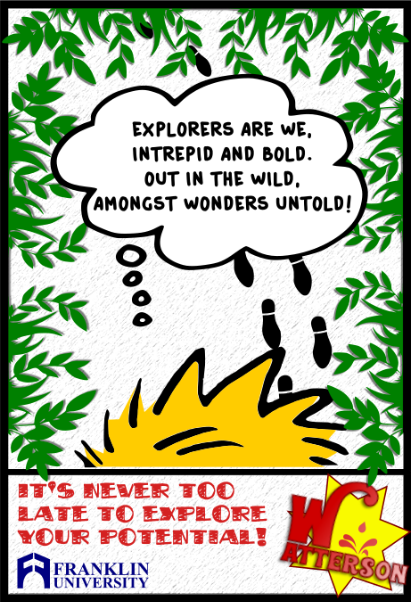 EXPLORERS ARE WE,
INTREPID AND BOLD.
OUT IN THE WILD,
AMONGST WONDERS UNTOLD!
IT'S NEVER TOO
LATE TO EXPLORE
YOUR POTENTIAL!
FRANKLIN
UNIVERSITY
WATTERSON